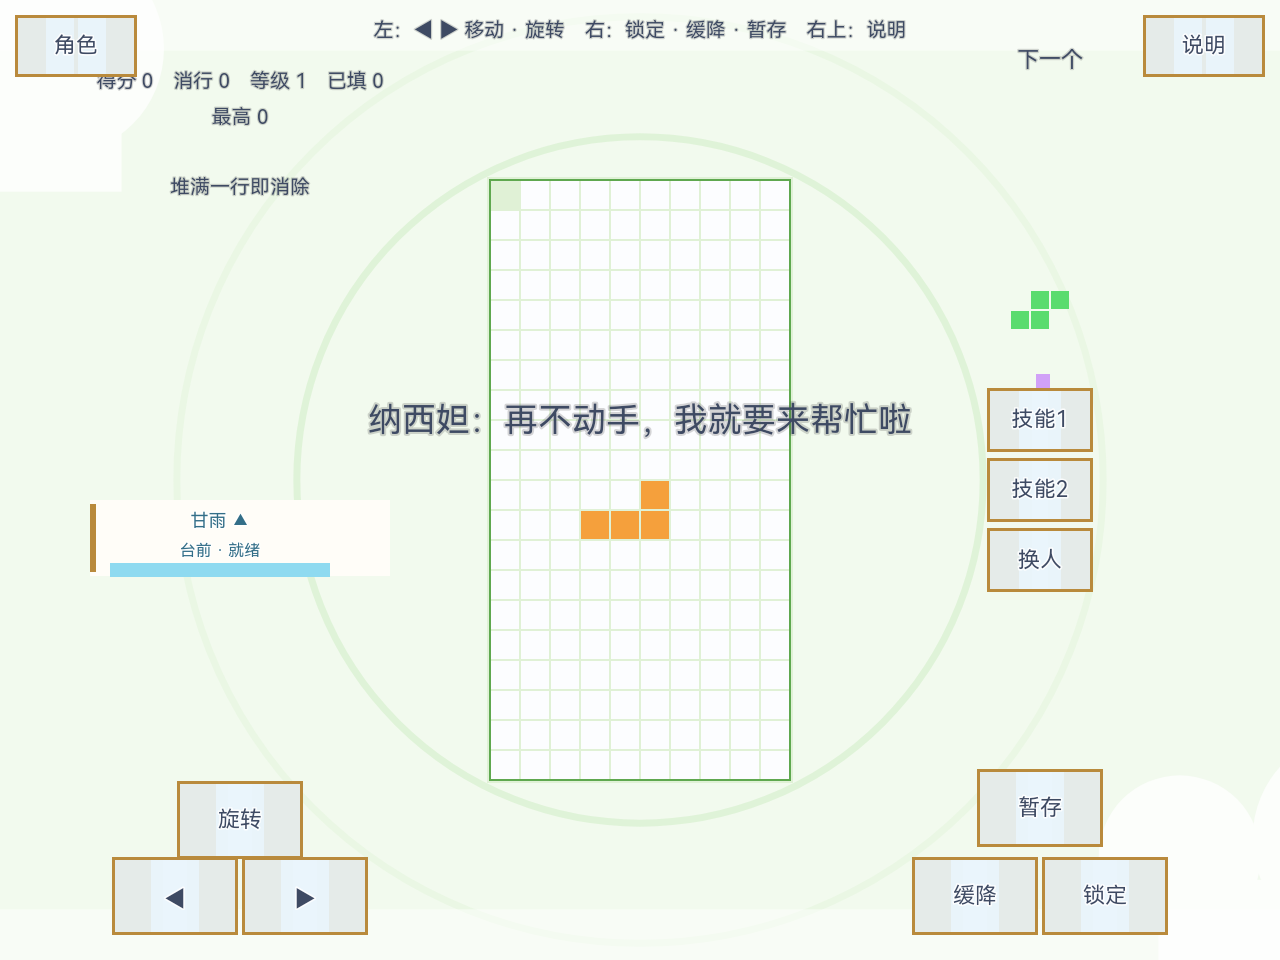 角色
左：◀ ▶ 移动 · 旋转 右：锁定 · 缓降 · 暂存 右上：说明
说明
下一个
得分 0 消行 0 等级 1 已填 0
最高 0
堆满一行即消除
纳西妲：再不动手，我就要来帮忙啦
技能1
技能2
换人
甘雨 ▲
台前 · 就绪
旋转
◀ ▶
暂存
缓降 锁定